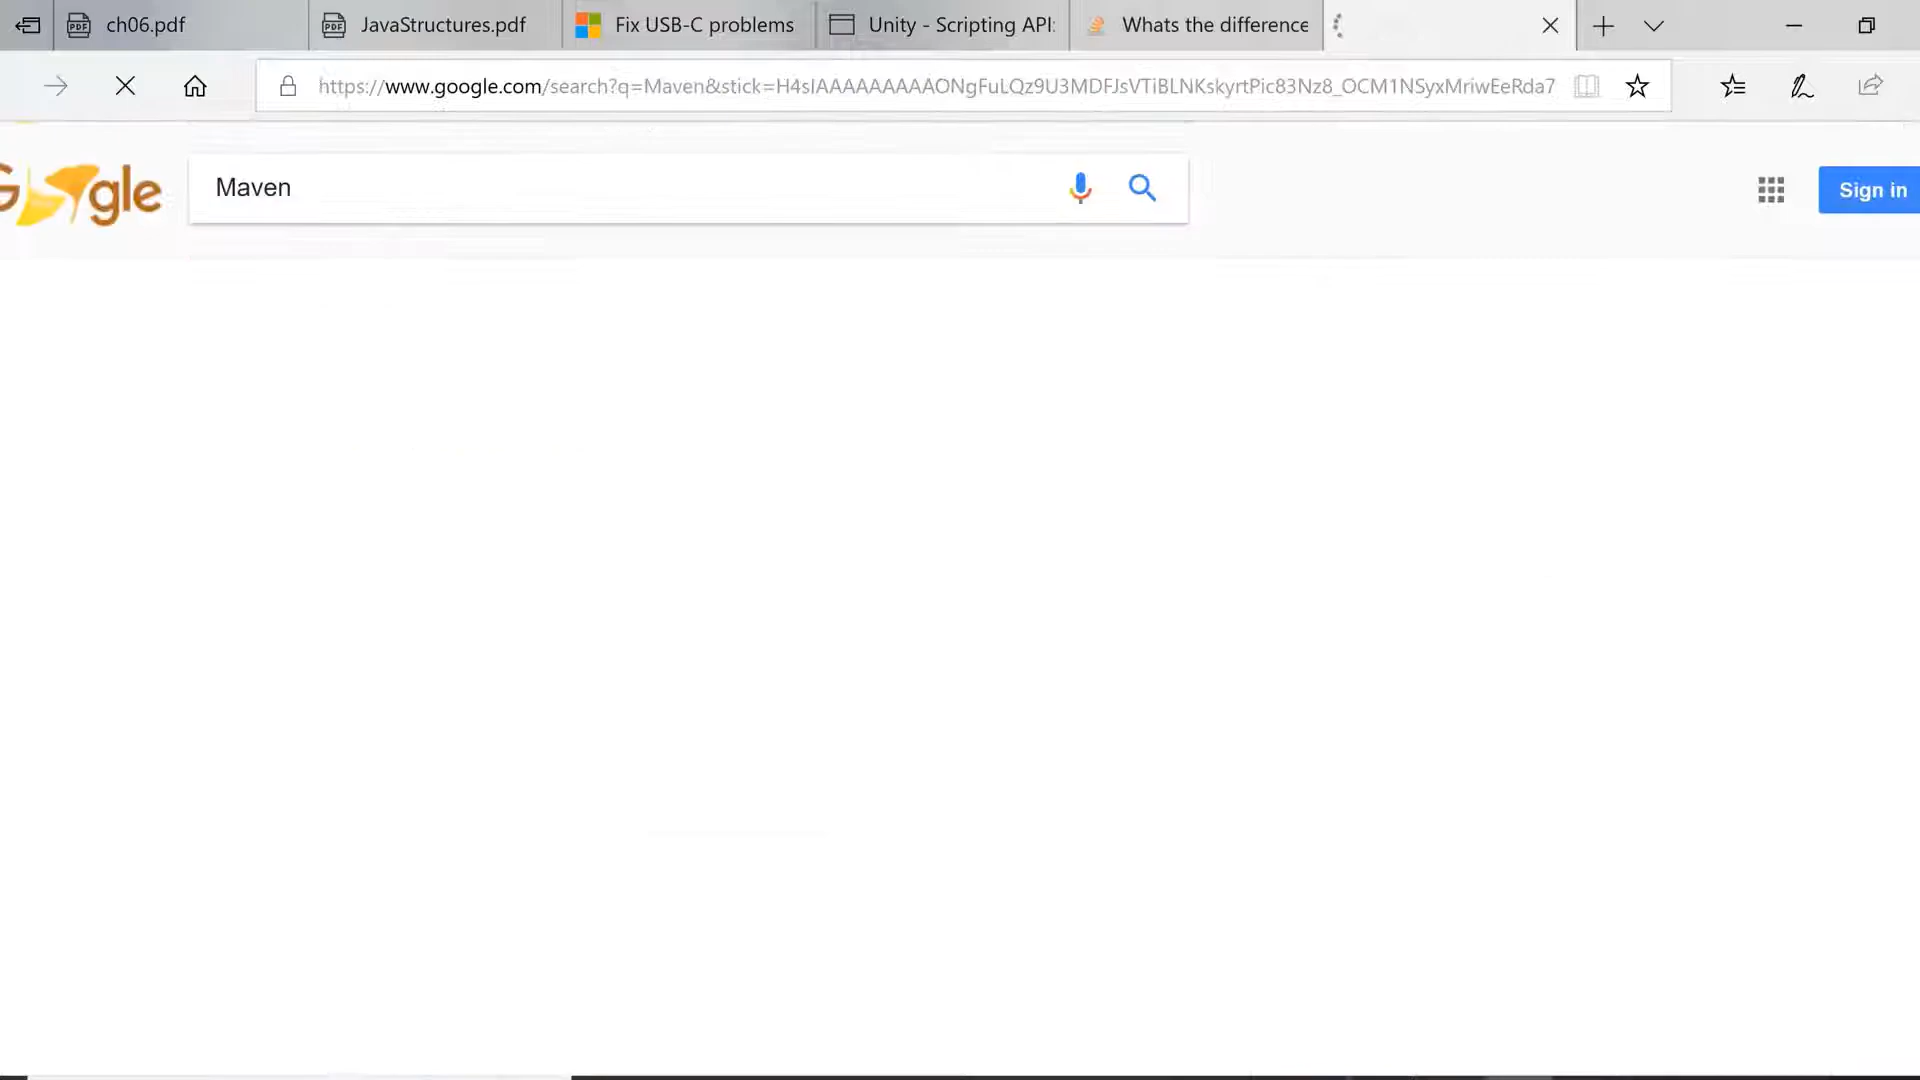 ch06.pdf
JavaStructures.pdf
Fix USB-C problems
Unity - Scripting API:
Whats the difference
https://www.google.com/search?q=Maven&stick=H4sIAAAAAAAAAONgFuLQz9U3MDFJsVTiBLNKskyrtPic83Nz8_OCM1NSyxMriwEeRda7
Google
Maven
Sign in